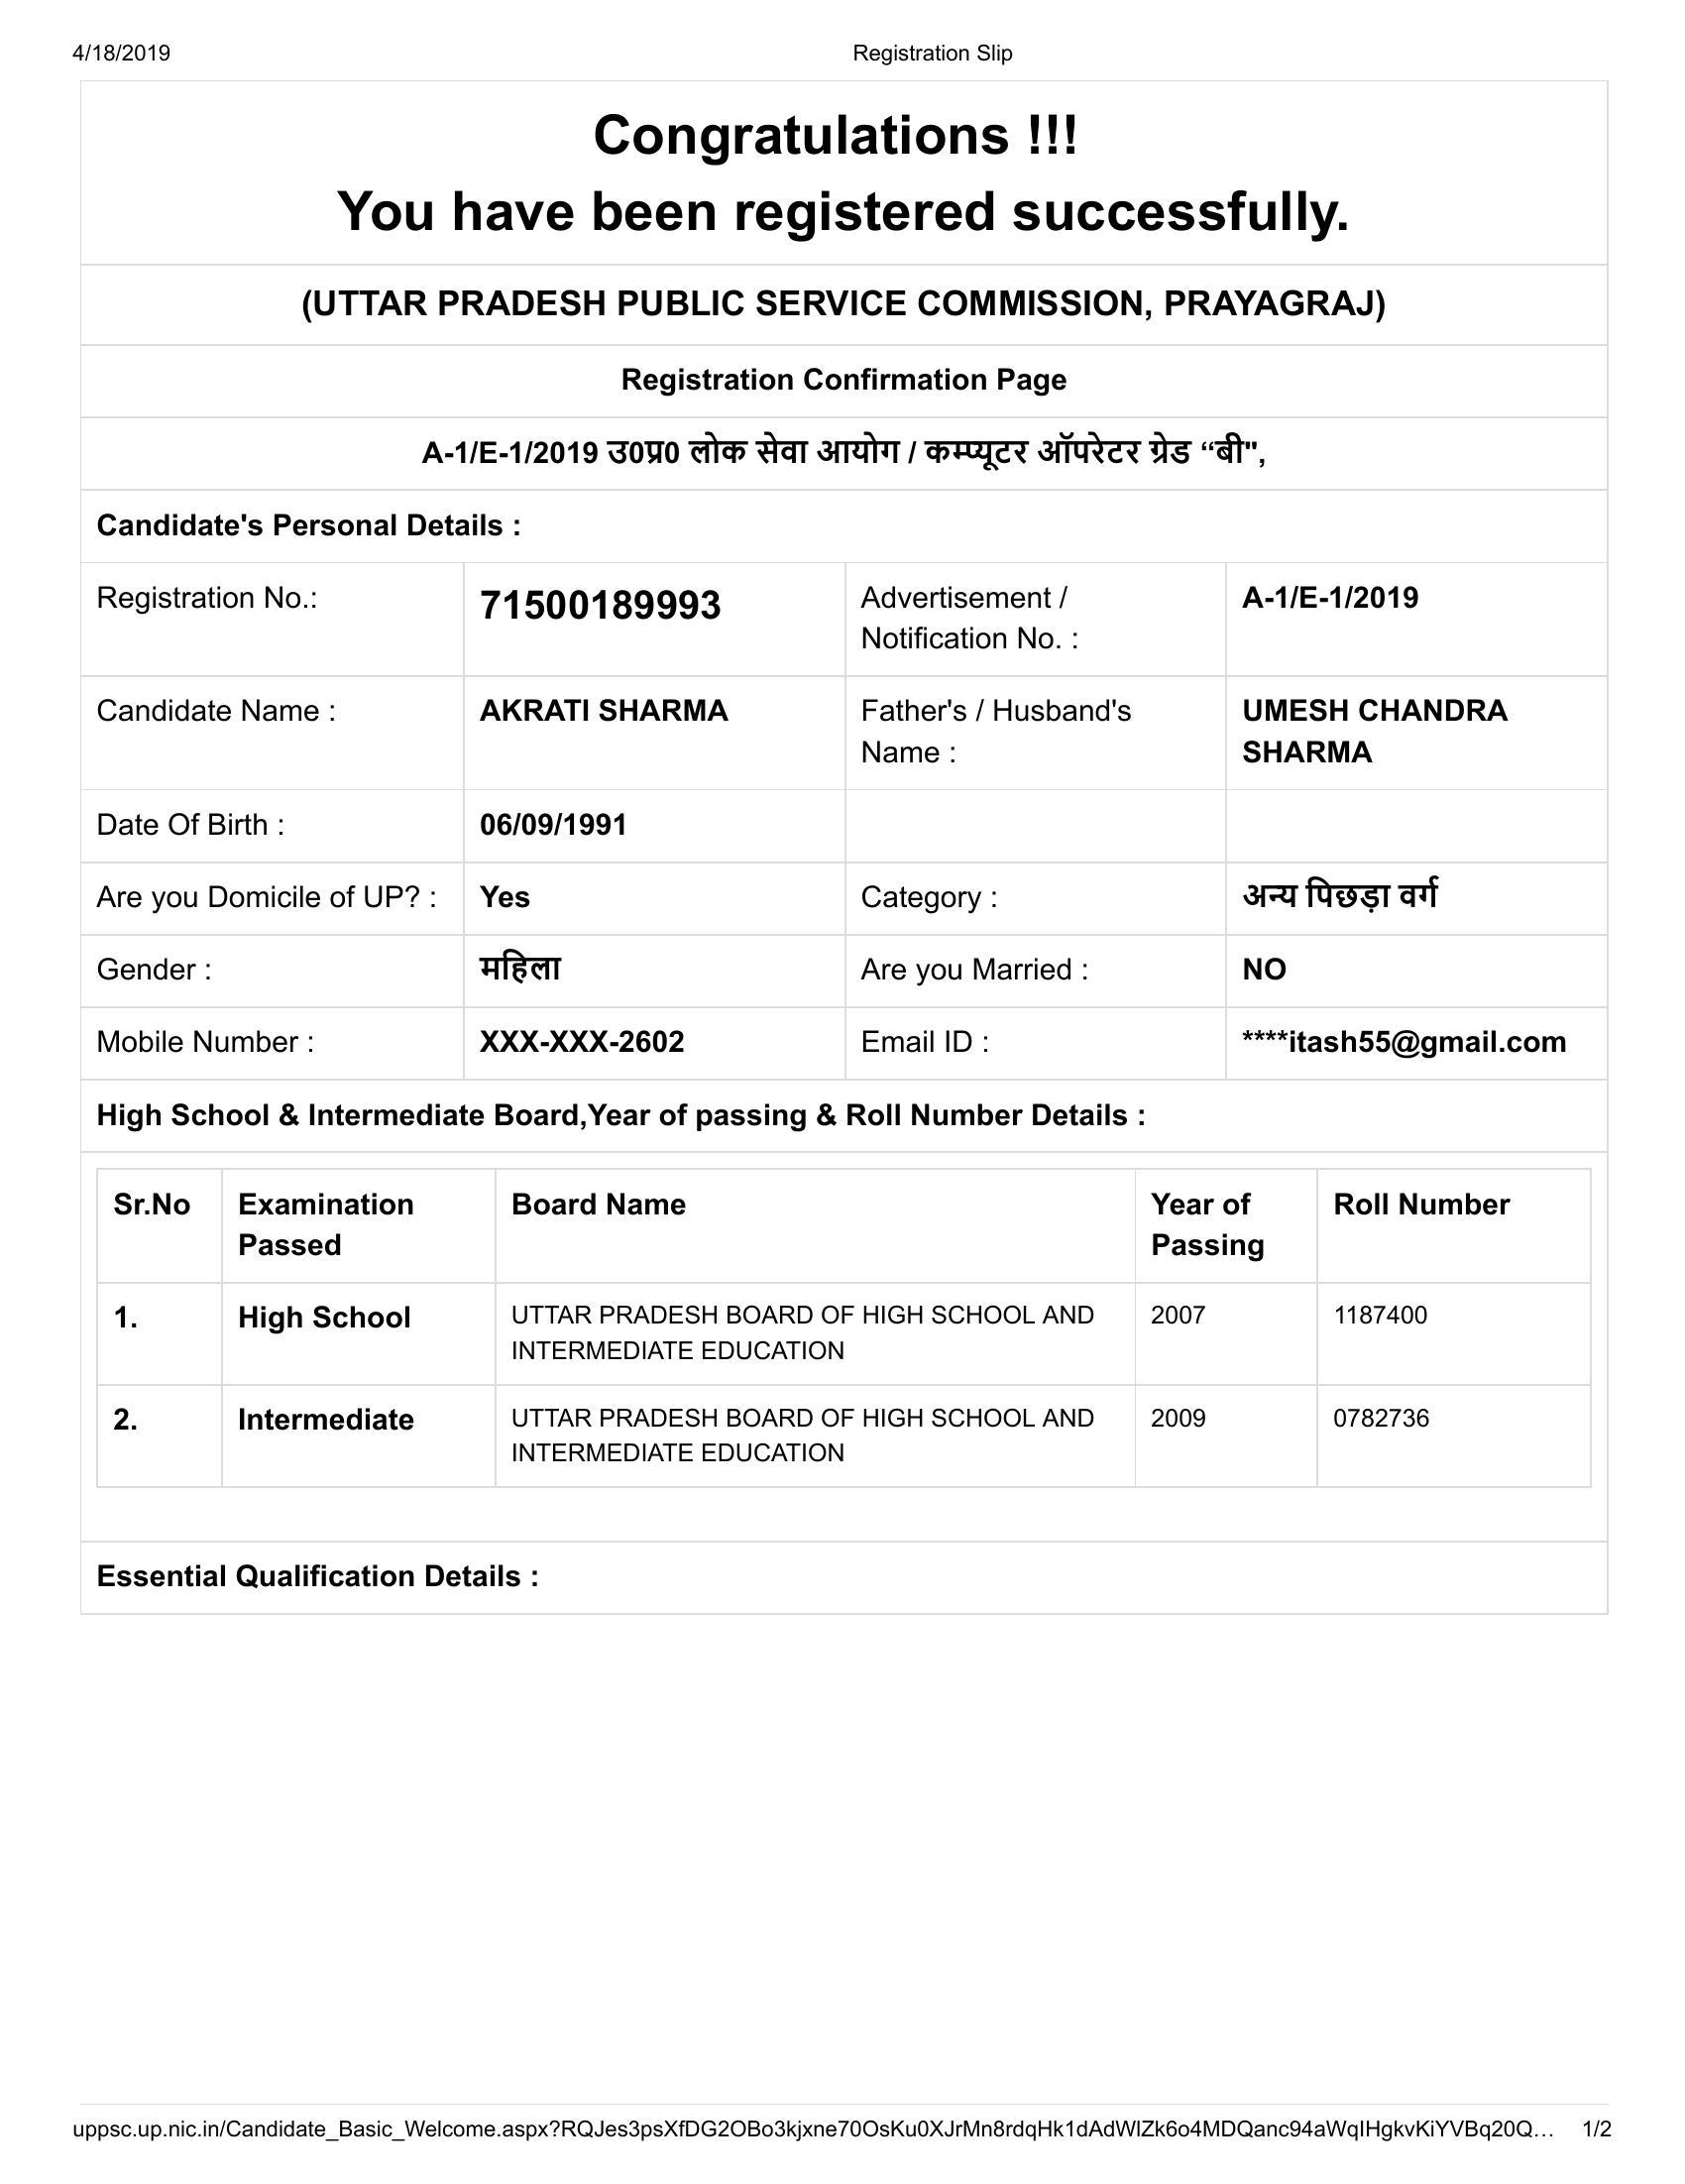 4/18/2019 Registration Slip
Congratulations !!!
You have been registered successfully.
(UTTAR PRADESH PUBLIC SERVICE COMMISSION, PRAYAGRAJ)
Registration Confirmation Page
A-1/E-1/2019 उ0प्र0 लोक सेवा आयोग / कम्प्यूटर ऑपरेटर ग्रेड “बी",
Candidate's Personal Details :
Registration No.: 71500189993 Advertisement / Notification No. : A-1/E-1/2019
Candidate Name : AKRATI SHARMA Father's / Husband's Name : UMESH CHANDRA SHARMA
Date Of Birth : 06/09/1991
Are you Domicile of UP? : Yes Category : अन्य पिछड़ा वर्ग
Gender : महिला Are you Married : NO
Mobile Number : XXX-XXX-2602 Email ID : ****itash55@gmail.com
High School & Intermediate Board,Year of passing & Roll Number Details :
Sr.No Examination Passed Board Name Year of Passing Roll Number
1. High School UTTAR PRADESH BOARD OF HIGH SCHOOL AND INTERMEDIATE EDUCATION 2007 1187400
2. Intermediate UTTAR PRADESH BOARD OF HIGH SCHOOL AND INTERMEDIATE EDUCATION 2009 0782736
Essential Qualification Details :
uppsc.up.nic.in/Candidate_Basic_Welcome.aspx?RQJes3psXfDG2OBo3kjxne70OsKu0XJrMn8rdqHk1dAdWlZk6o4MDQanc94aWqIHgkvKiYVBq20Q… 1/2